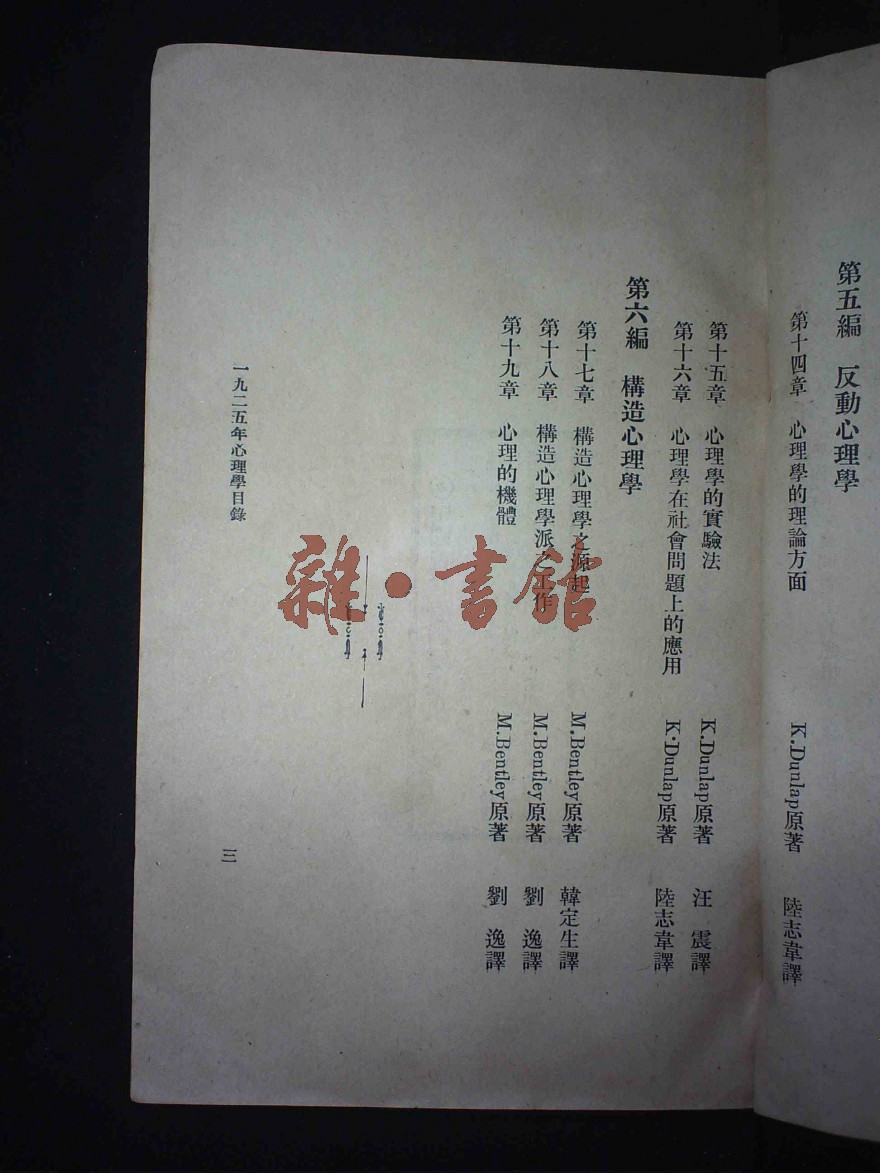 第五編　反動心理學
第十四章　心理學的理論方面　K.Dunlap原著　陸志韋譯
第十五章　心理學的實驗法　K.Dunlap原著　汪　震譯
第十六章　心理學在社會問題上的應用　K.Dunlap原著　陸志韋譯
第六編　構造心理學
第十七章　構造心理學之源起　M.Bentley原著　韓定生譯
第十八章　構造心理學派之工作　M.Bentley原著　劉　逸譯
第十九章　心理的機體　M.Bentley原著　劉　逸譯
一九二五年心理學目錄　三
雜·書館